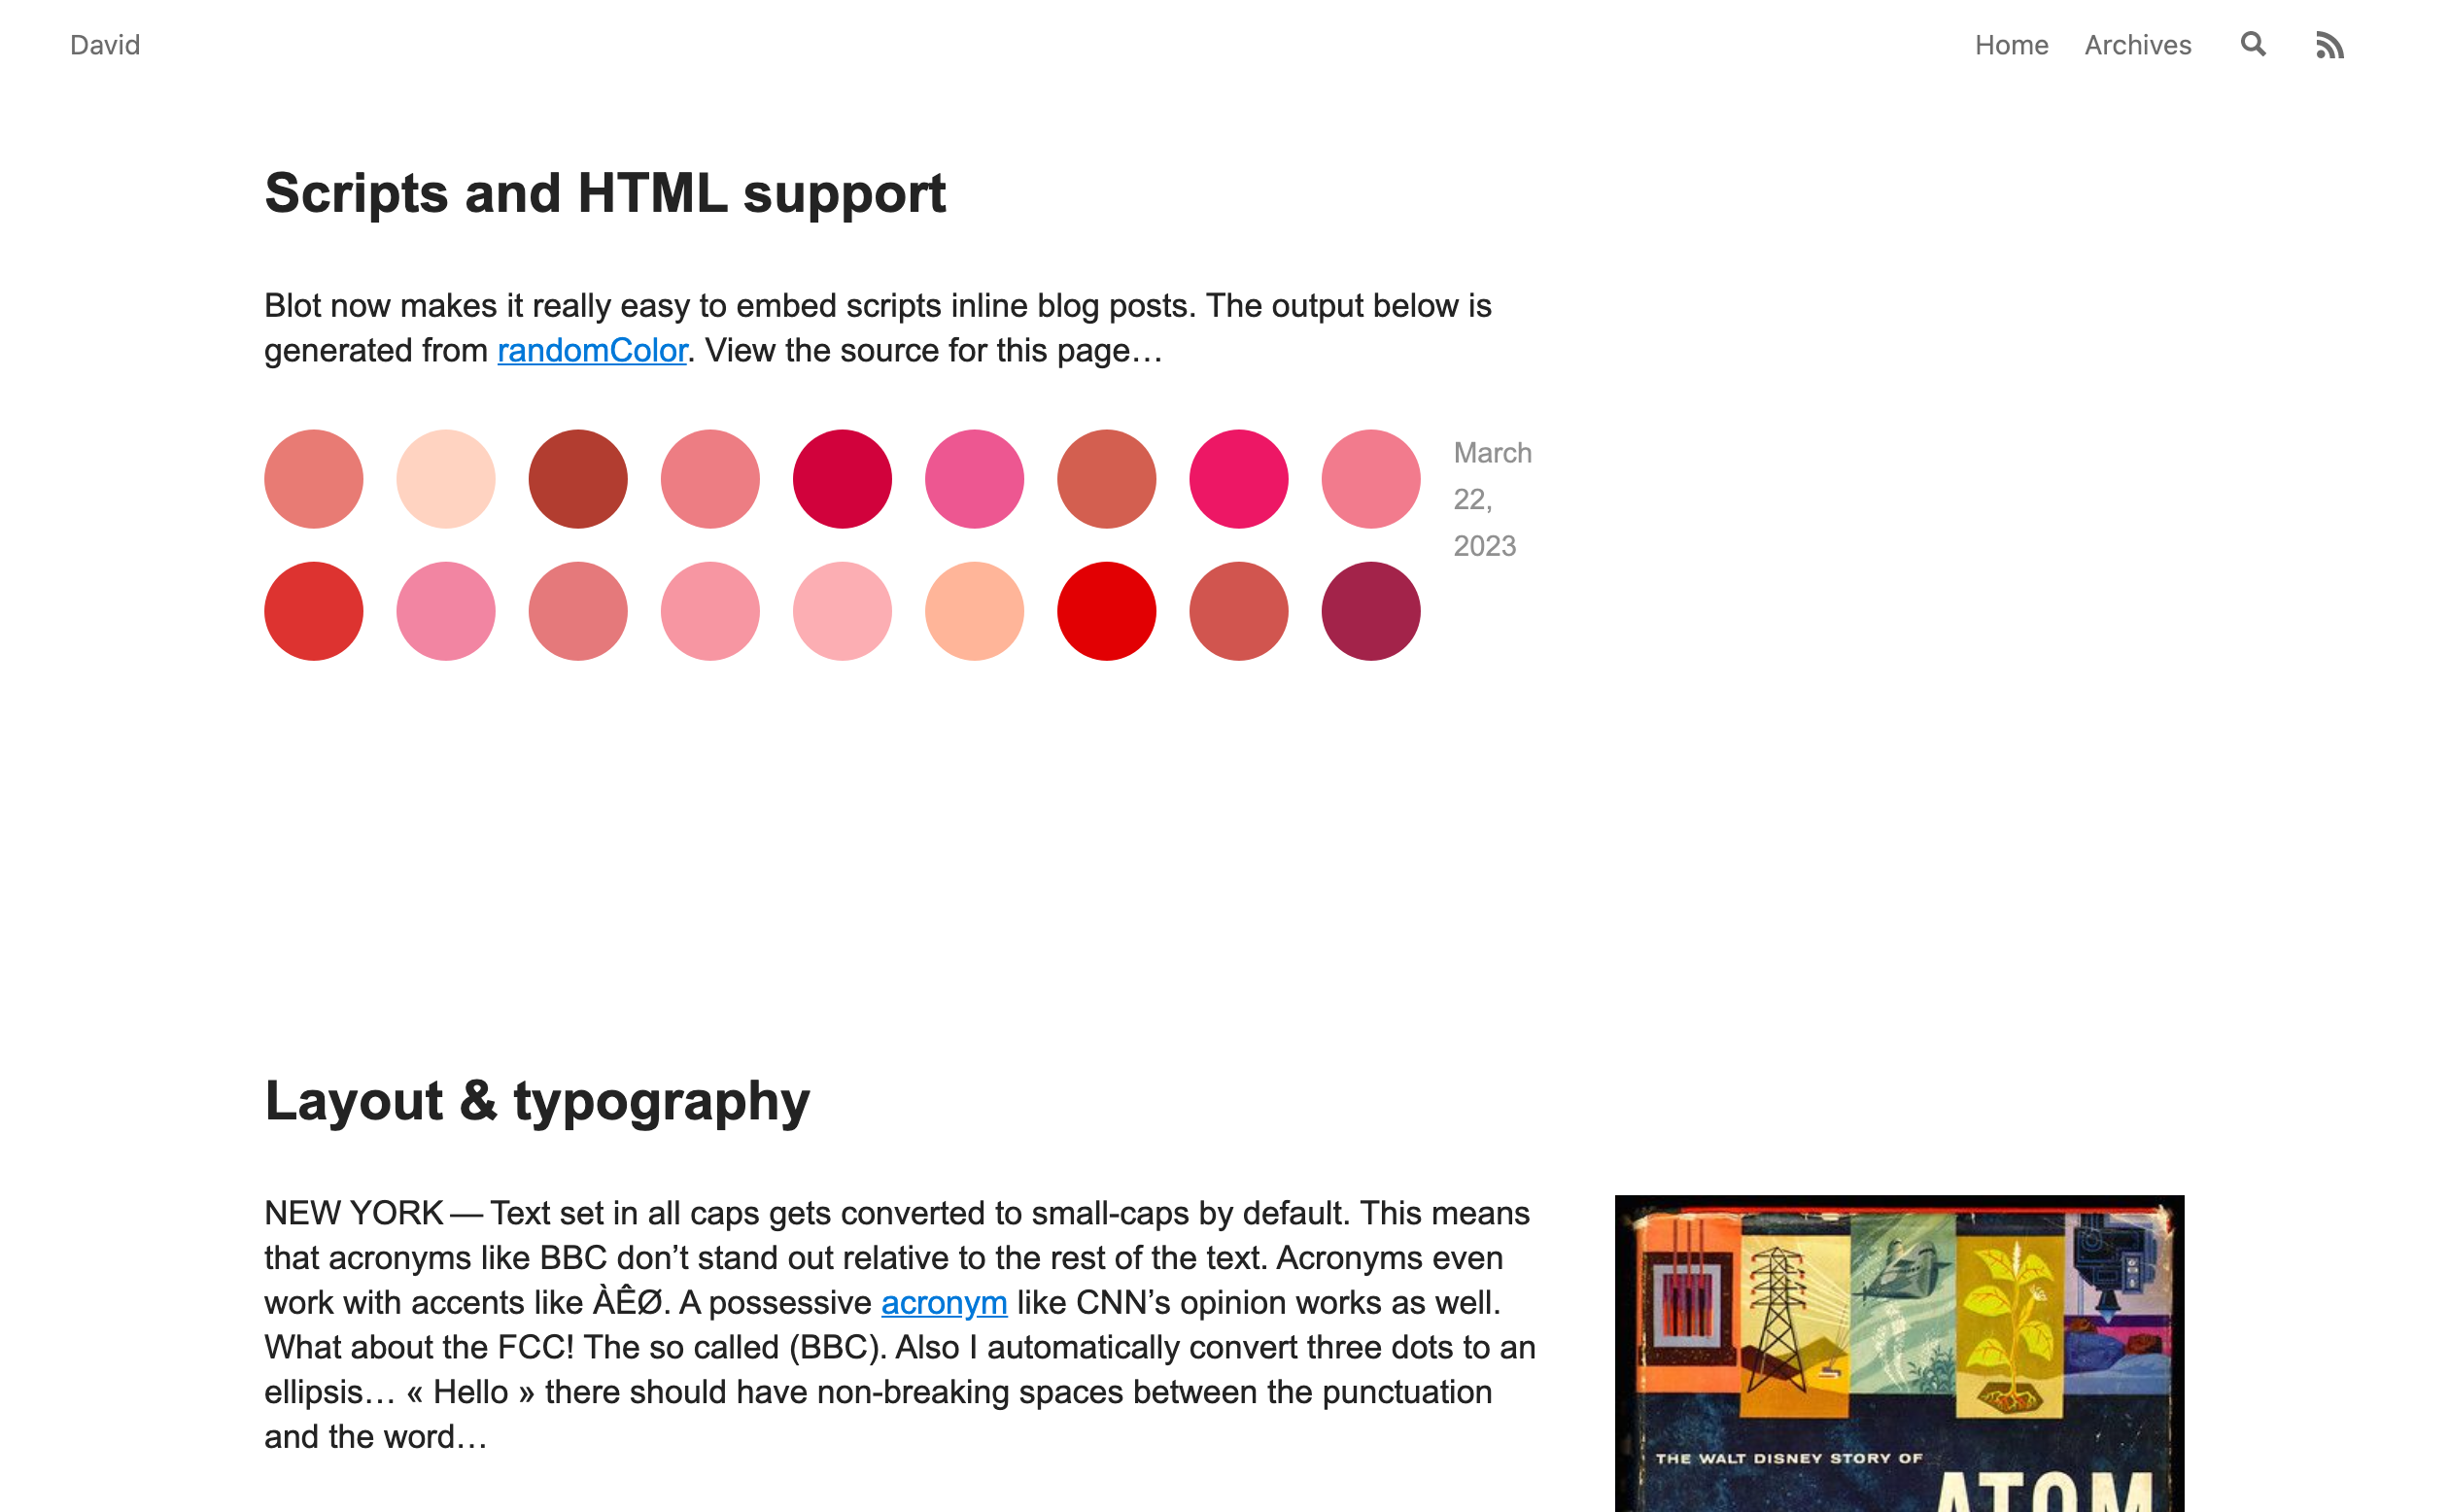 David
Home Archives
Scripts and HTML support
Blot now makes it really easy to embed scripts inline blog posts. The output below is
generated from randomColor. View the source for this page…
March
22,
2023
Layout & typography
NEW YORK — Text set in all caps gets converted to small-caps by default. This means
that acronyms like BBC don’t stand out relative to the rest of the text. Acronyms even
work with accents like ÀÊØ. A possessive acronym like CNN’s opinion works as well.
What about the FCC! The so called (BBC). Also I automatically convert three dots to an
ellipsis… « Hello » there should have non-breaking spaces between the punctuation
and the word…
THE WALT DISNEY STORY OF
ATOM